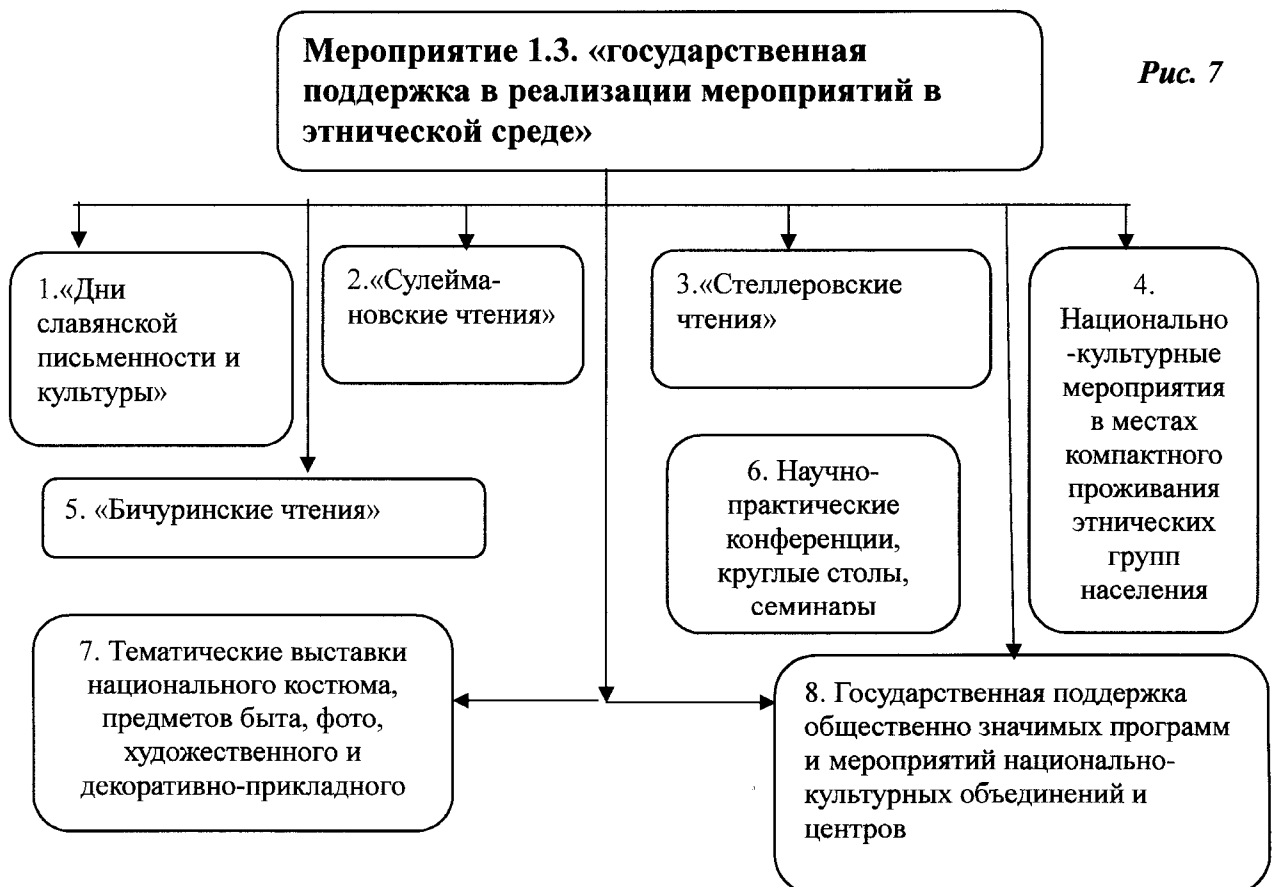 Мероприятие 1.3. «государственная
поддержка в реализации мероприятий в
этнической среде»
Рис. 7
1.«Дни
славянской
письменности и
культуры»
2.«Сулейма-
новские чтения»
3.«Стеллеровские
чтения»
4.
Национально
-культурные
мероприятия
в местах
компактного
проживания
этнических
групп
населения
5. «Бичуринские чтения»
6. Научно-
практические
конференции,
круглые столы,
семинары
7. Тематические выставки
национального костюма,
предметов быта, фото,
художественного и
декоративно-прикладного
8. Государственная поддержка
общественно значимых программ
и мероприятий национально-
культурных объединений и
центров